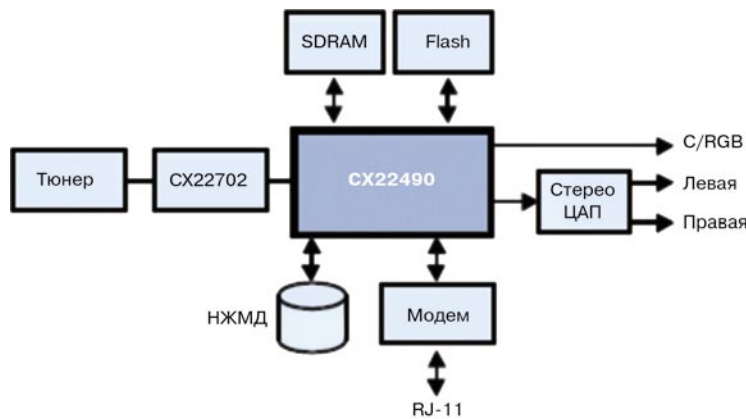 SDRAM
Flash
C/RGB
Тюнер
CX22702
CX22490
Стерео
ЦАП
Левая
Правая
НЖМД
Модем
RJ-11